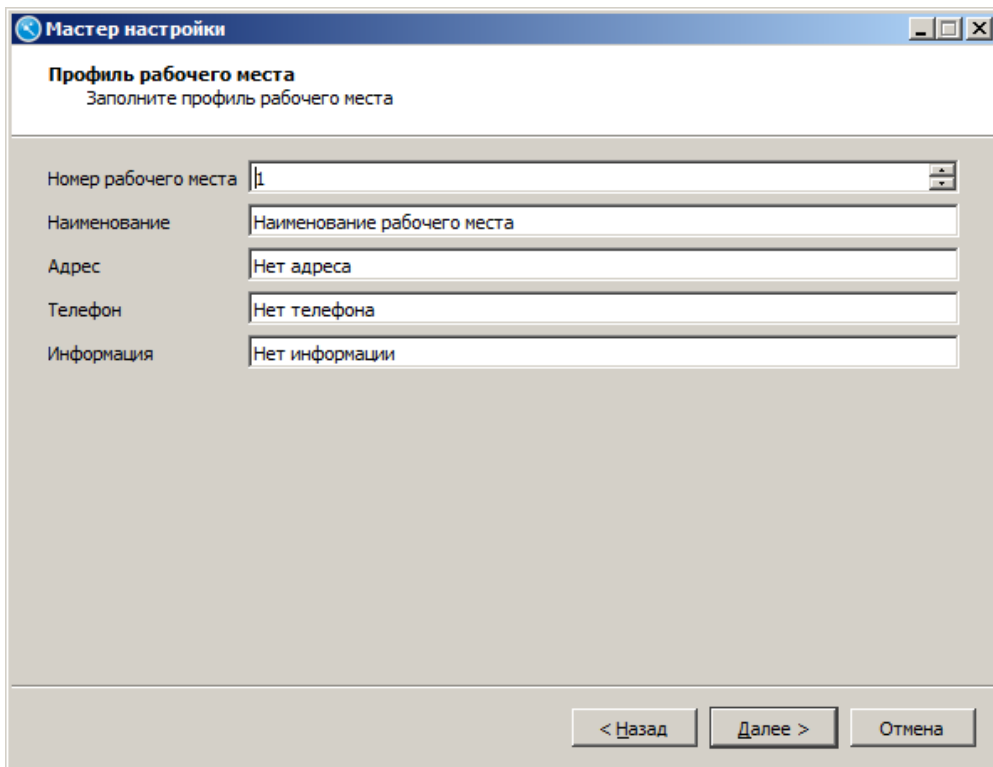 Мастер настройки
Профиль рабочего места
Заполните профиль рабочего места
Номер рабочего места 1
Наименование Наименование рабочего места
Адрес Нет адреса
Телефон Нет телефона
Информация Нет информации
< Назад Далее > Отмена